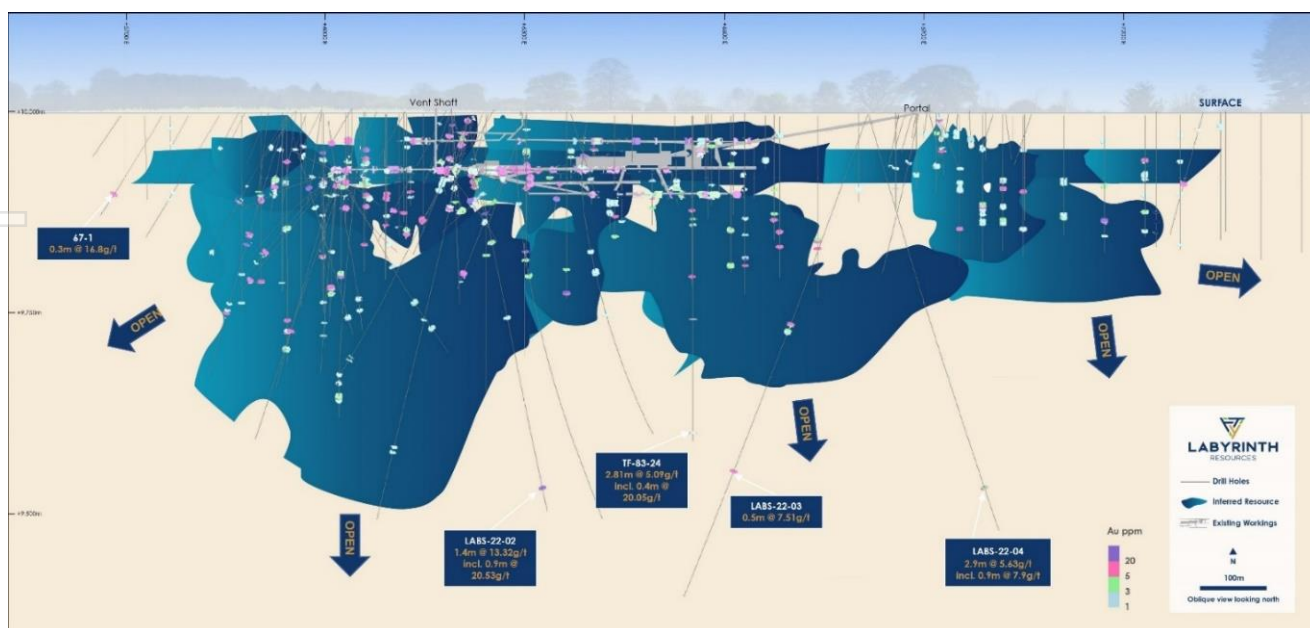 Vent Shaft
Portal
SURFACE
+10,000m
67-1
0.3m @ 16.8g/t
OPEN
OPEN
OPEN
OPEN
OPEN
TF-83-24
2.81m @ 5.09g/t
incl. 0.4m @
20.05g/t
LABS-22-03
0.5m @ 7.51g/t
LABS-22-02
1.4m @ 13.32g/t
incl. 0.9m @
20.53g/t
LABS-22-04
2.9m @ 5.63g/t
incl. 0.9m @ 7.9g/t
Au ppm
20
5
3
1
LABYRINTH
RESOURCES
Drill Holes
Inferred Resource
Existing Workings
N
100m
Oblique view looking north